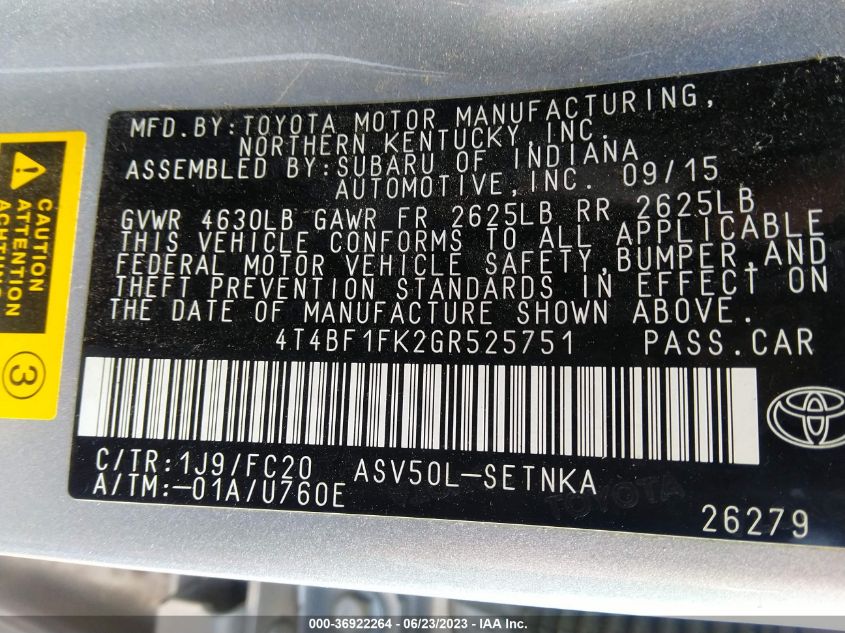 MFD.BY:TOYOTA MOTOR MANUFACTURING,
NORTHERN KENTUCKY,INC.
ASSEMBLED BY:SUBARU OF INDIANA
AUTOMOTIVE,INC. 09/15
GVWR 4630LB GAWR FR 2625LB RR 2625LB
THIS VEHICLE CONFORMS TO ALL APPLICABLE
FEDERAL MOTOR VEHICLE SAFETY,BUMPER,AND
THEFT PREVENTION STANDARDS IN EFFECT ON
THE DATE OF MANUFACTURE SHOWN ABOVE.
4T4BF1FK2GR525751 PASS.CAR
C/TR:1J9/FC20 ASV50L-SETNKA
A/TM:-01A/U760E
TOYOTA
26279
CAUTION
3
000-36922264 - 06/23/2023 - IAA Inc.